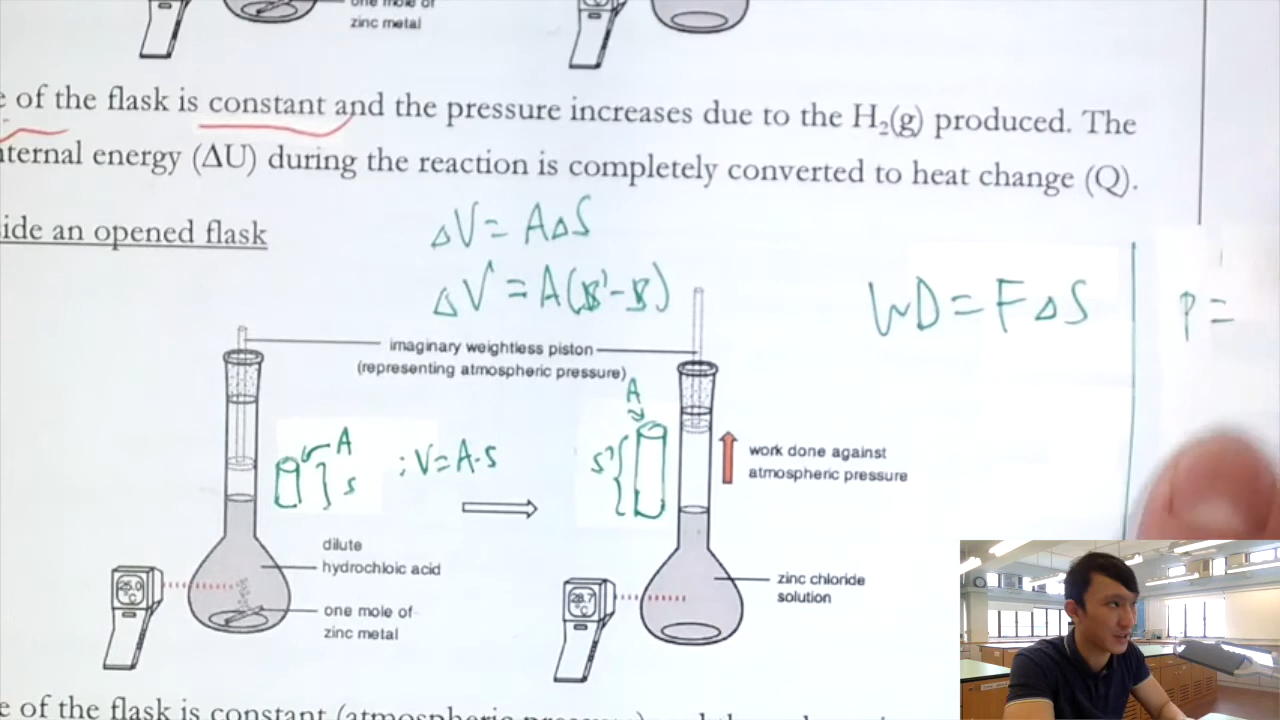 one mole of
zinc metal
e of the flask is constant and the pressure increases due to the H₂(g) produced. The
nternal energy (ΔU) during the reaction is completely converted to heat change (Q).
ide an opened flask
ΔV = AΔS
ΔV = A(S'-S)
WD = FΔS
P =
imaginary weightless piston
(representing atmospheric pressure)
A
A
; V = A·s
s
S'
work done against
atmospheric pressure
dilute
hydrochloric acid
25.0
°C
28.7
°C
zinc chloride
solution
one mole of
zinc metal
e of the flask is constant (atmospheric